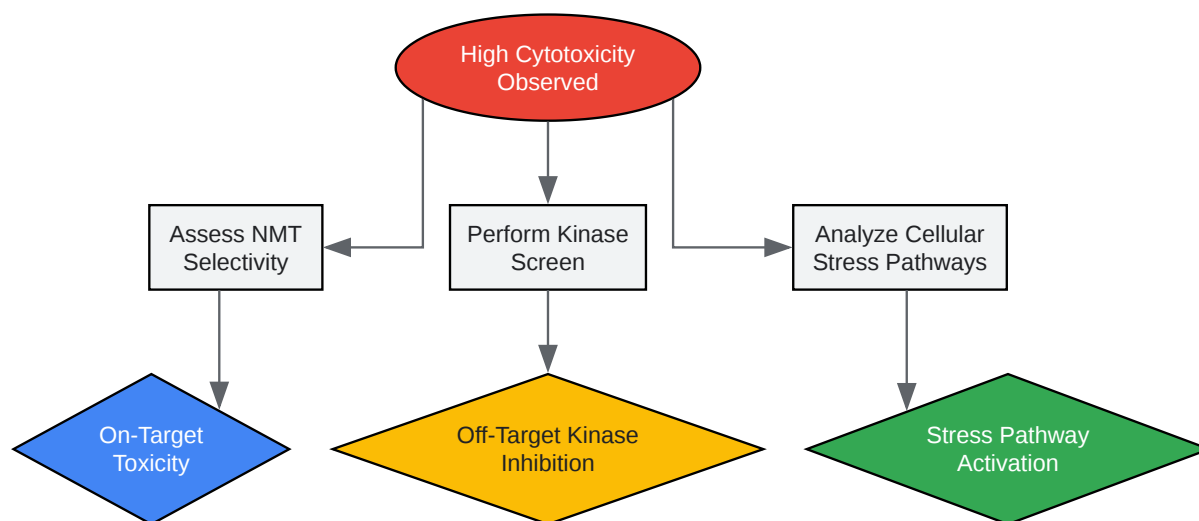 High Cytotoxicity
Observed
Assess NMT
Selectivity
Perform Kinase
Screen
Analyze Cellular
Stress Pathways
On-Target
Toxicity
Off-Target Kinase
Inhibition
Stress Pathway
Activation